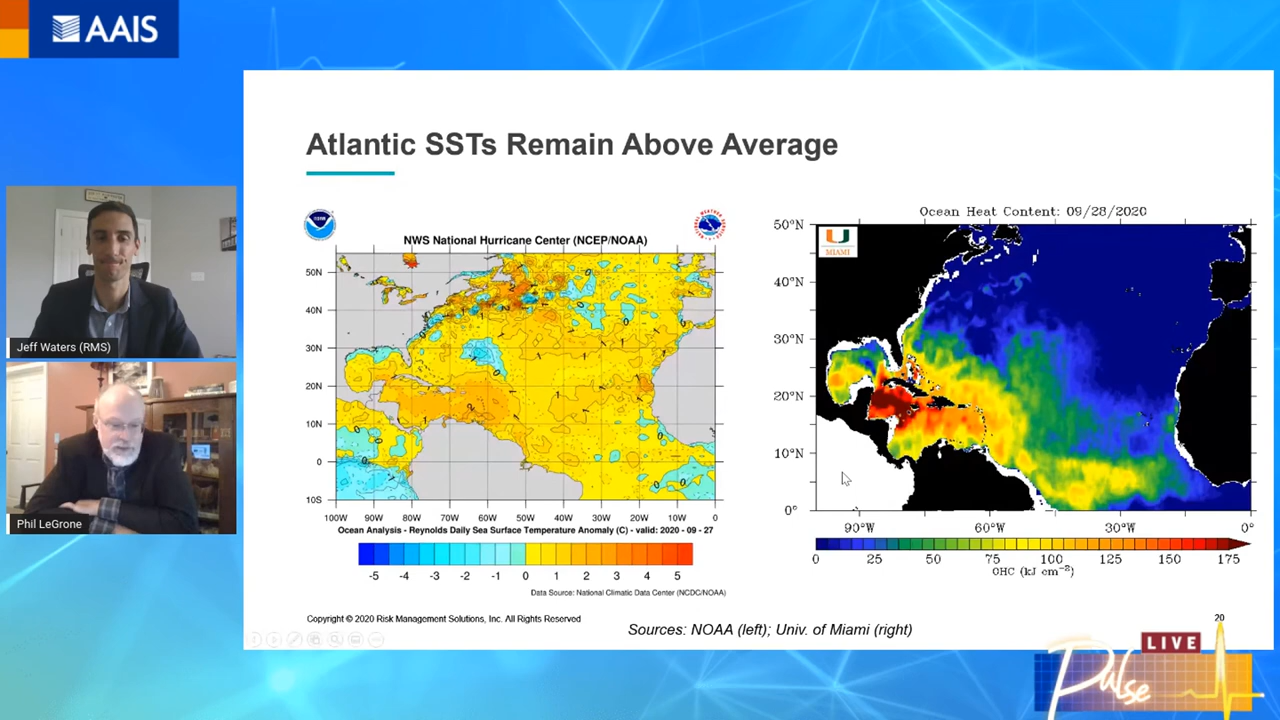 AAIS
Atlantic SSTs Remain Above Average
NWS National Hurricane Center (NCEP/NOAA)
50N
40N
30N
20N
10N
0
10S
100W 90W 80W 70W 60W 50W 40W 30W 20W 10W 0
Ocean Analysis - Reynolds Daily Sea Surface Temperature Anomaly (C) - valid: 2020 - 09 - 27
-5 -4 -3 -2 -1 0 1 2 3 4 5
Data Source: National Climatic Data Center (NCDC/NOAA)
Ocean Heat Content: 09/28/2020
U
MIAMI
50°N
40°N
30°N
20°N
10°N
0°
90°W 60°W 30°W 0°
0 25 50 75 100 125 150 175
OHC (kJ cm⁻²)
Jeff Waters (RMS)
Phil LeGrone
Copyright © 2020 Risk Management Solutions, Inc. All Rights Reserved
Sources: NOAA (left); Univ. of Miami (right)
20
LIVE
Pulse